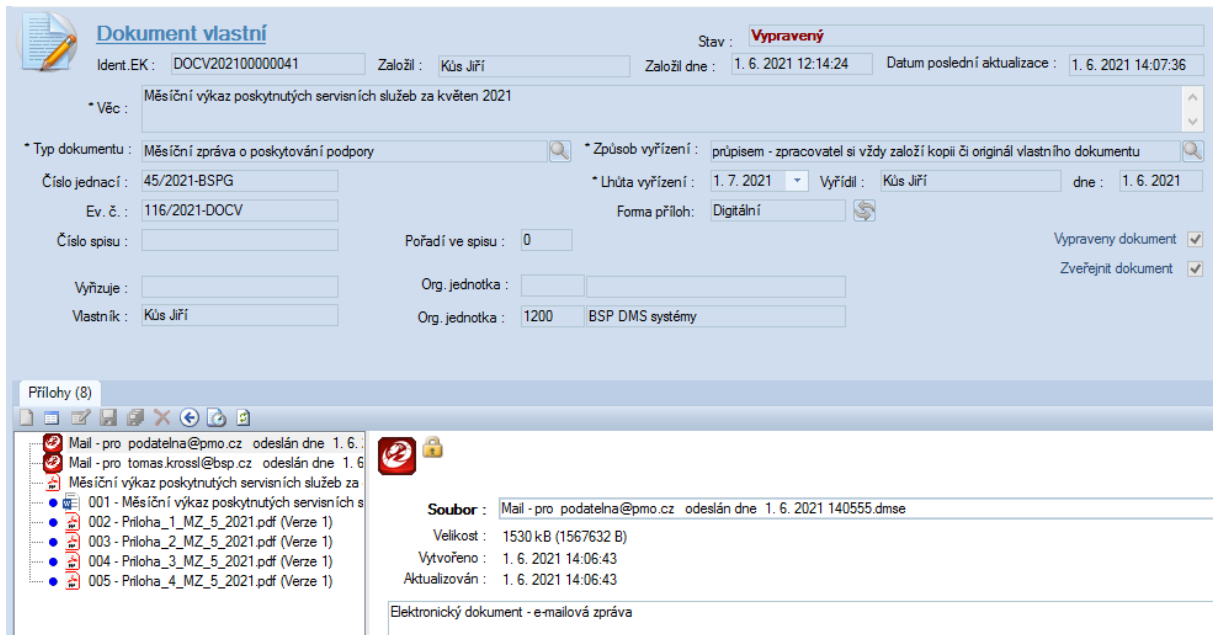 Dokument vlastní
Stav : Vypravený
Ident.EK : DOCV202100000041 Založil : Kůs Jiří Založil dne : 1. 6. 2021 12:14:24 Datum poslední aktualizace : 1. 6. 2021 14:07:36
* Věc : Měsíční výkaz poskytnutých servisních služeb za květen 2021
* Typ dokumentu : Měsíční zpráva o poskytování podpory * Způsob vyřízení : průpisem - zpracovatel si vždy založí kopii či originál vlastního dokumentu
Číslo jednací : 45/2021-BSPG * Lhůta vyřízení : 1. 7. 2021 Vyřídil : Kůs Jiří dne : 1. 6. 2021
Ev. č. : 116/2021-DOCV Forma příloh: Digitální
Číslo spisu : Pořadí ve spisu : 0 Vypraveny dokument
Zveřejnit dokument
Vyřizuje : Org. jednotka :
Vlastník : Kůs Jiří Org. jednotka : 1200 BSP DMS systémy
Přílohy (8)
Mail - pro podatelna@pmo.cz odeslán dne 1. 6.
Mail - pro tomas.krossl@bsp.cz odeslán dne 1. 6
Měsíční výkaz poskytnutých servisních služeb za
001 - Měsíční výkaz poskytnutých servisních s
002 - Priloha_1_MZ_5_2021.pdf (Verze 1)
003 - Priloha_2_MZ_5_2021.pdf (Verze 1)
004 - Priloha_3_MZ_5_2021.pdf (Verze 1)
005 - Priloha_4_MZ_5_2021.pdf (Verze 1)
Soubor : Mail - pro podatelna@pmo.cz odeslán dne 1. 6. 2021 140555.dmse
Velikost : 1530 kB (1567632 B)
Vytvořeno : 1. 6. 2021 14:06:43
Aktualizován : 1. 6. 2021 14:06:43
Elektronický dokument - e-mailová zpráva